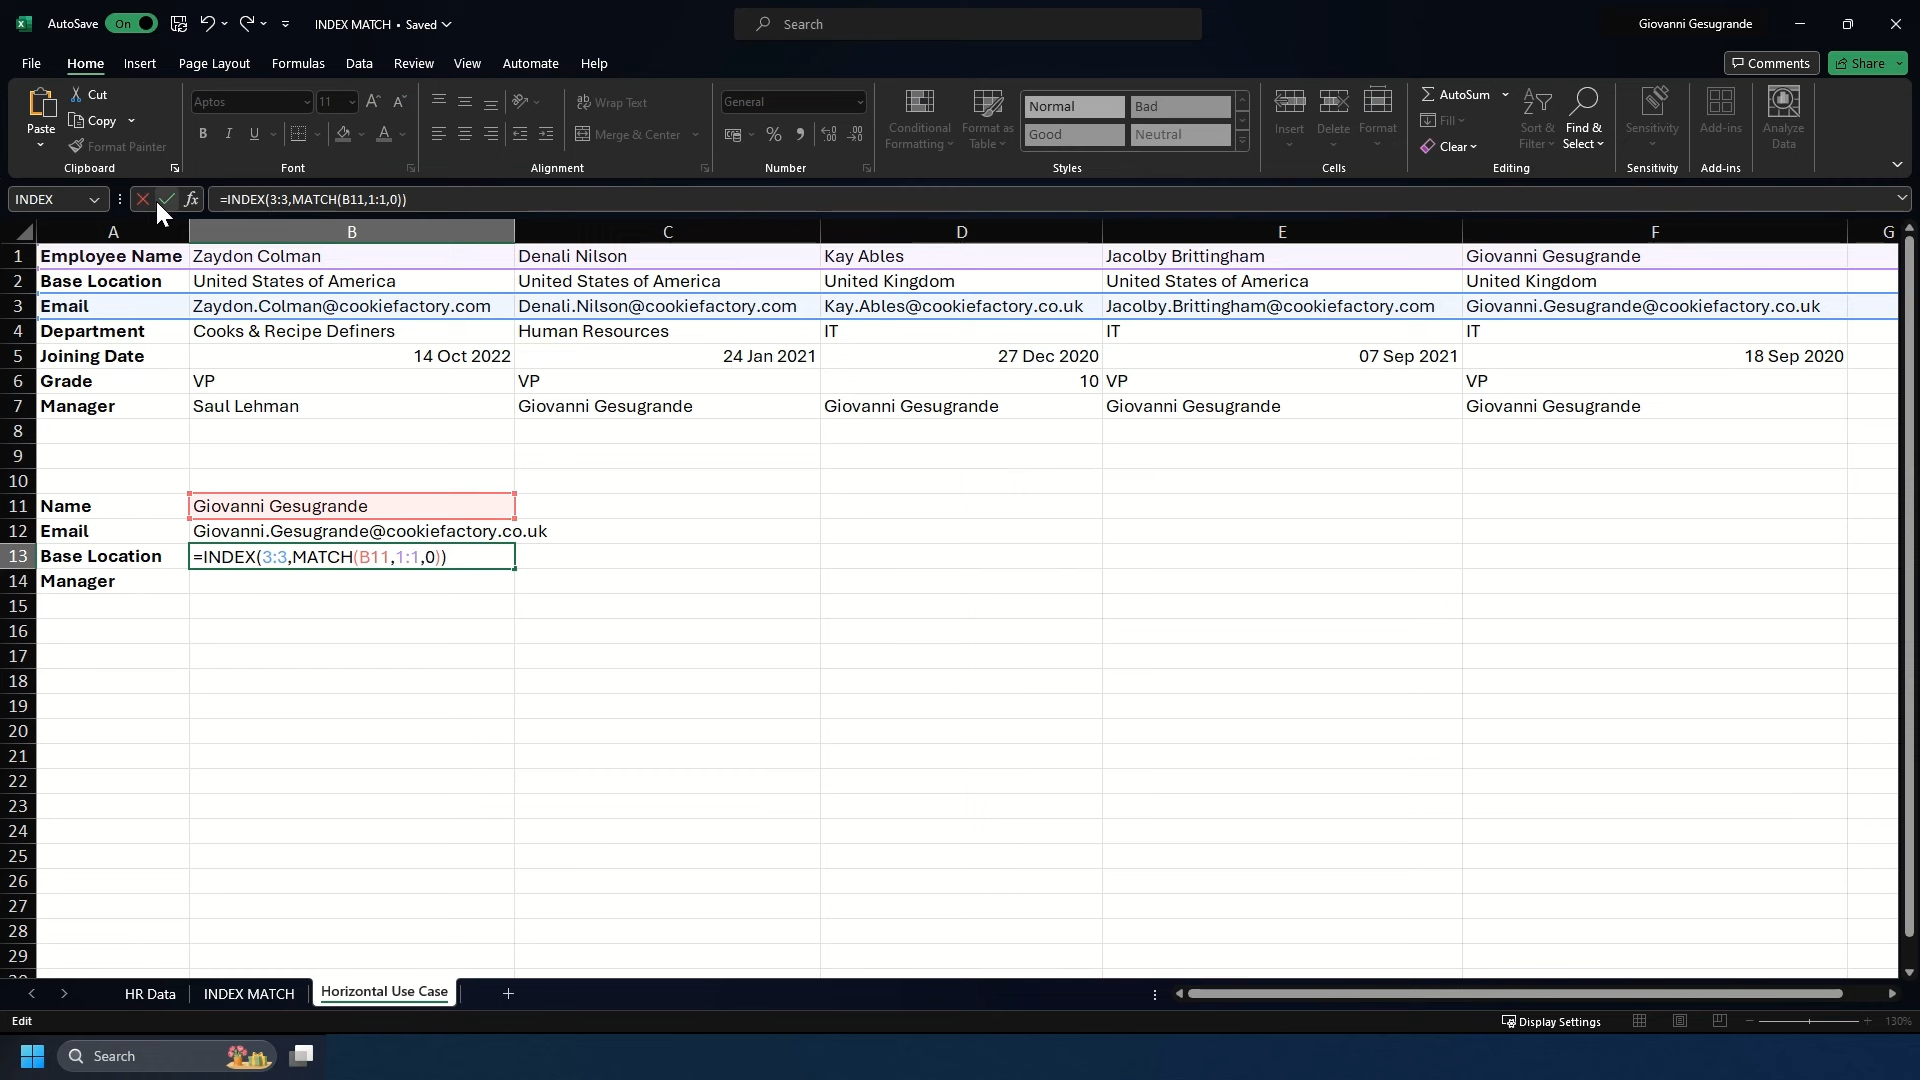 AutoSave On INDEX MATCH • Saved Search Giovanni Gesugrande
File Home Insert Page Layout Formulas Data Review View Automate Help Comments Share
Paste Cut Copy Format Painter
Clipboard
Aptos 11
B I U
Font
Wrap Text
Merge & Center
Alignment
General
%
Number
Conditional Formatting Format as Table
Normal Bad
Good Neutral
Styles
Insert Delete Format
Cells
AutoSum
Fill
Clear
Sort & Filter
Find & Select
Editing
Sensitivity
Sensitivity
Add-ins
Add-ins
Analyze Data
INDEX fx =INDEX(3:3,MATCH(B11,1:1,0))
A B C D E F G
1 Employee Name Zaydon Colman Denali Nilson Kay Ables Jacolby Brittingham Giovanni Gesugrande
2 Base Location United States of America United States of America United Kingdom United States of America United Kingdom
3 Email Zaydon.Colman@cookiefactory.com Denali.Nilson@cookiefactory.com Kay.Ables@cookiefactory.co.uk Jacolby.Brittingham@cookiefactory.com Giovanni.Gesugrande@cookiefactory.co.uk
4 Department Cooks & Recipe Definers Human Resources IT IT IT
5 Joining Date 14 Oct 2022 24 Jan 2021 27 Dec 2020 07 Sep 2021 18 Sep 2020
6 Grade VP VP 10 VP VP
7 Manager Saul Lehman Giovanni Gesugrande Giovanni Gesugrande Giovanni Gesugrande Giovanni Gesugrande
8
9
10
11 Name Giovanni Gesugrande
12 Email Giovanni.Gesugrande@cookiefactory.co.uk
13 Base Location =INDEX(3:3,MATCH(B11,1:1,0))
14 Manager
15
16
17
18
19
20
21
22
23
24
25
26
27
28
29
HR Data INDEX MATCH Horizontal Use Case
Edit Display Settings 130%
Search